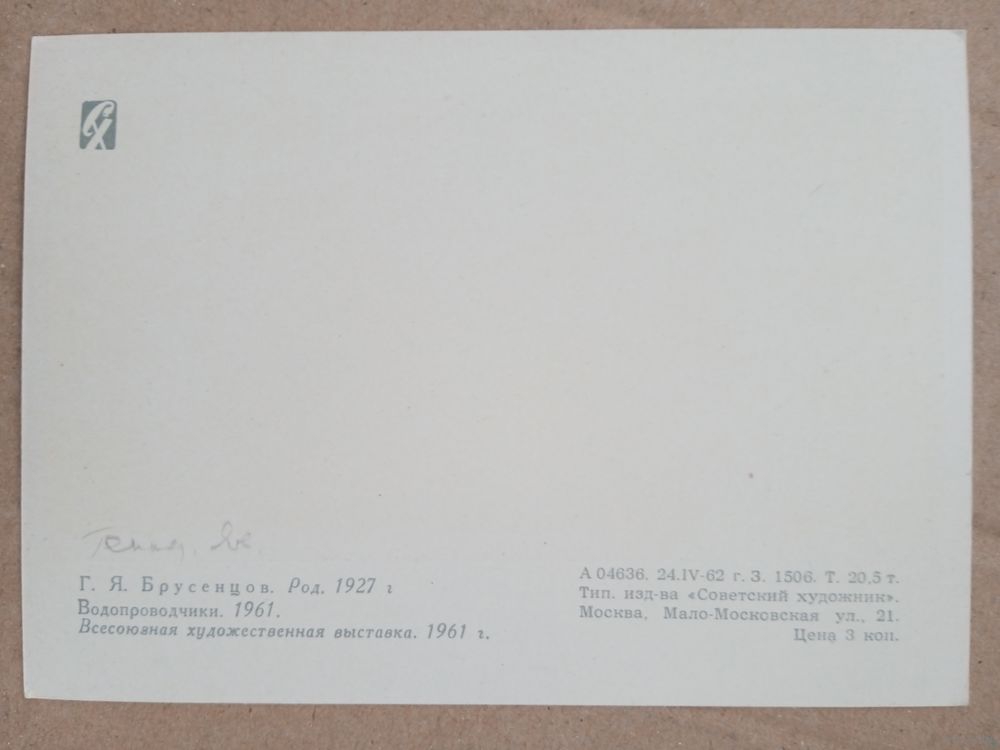 СХ
Г. Я. Брусенцов. Род. 1927 г
Водопроводчики. 1961.
Всесоюзная художественная выставка. 1961 г.
А 04636. 24.IV-62 г. З. 1506. Т. 20,5 т.
Тип. изд-ва «Советский художник».
Москва, Мало-Московская ул., 21.
Цена 3 коп.